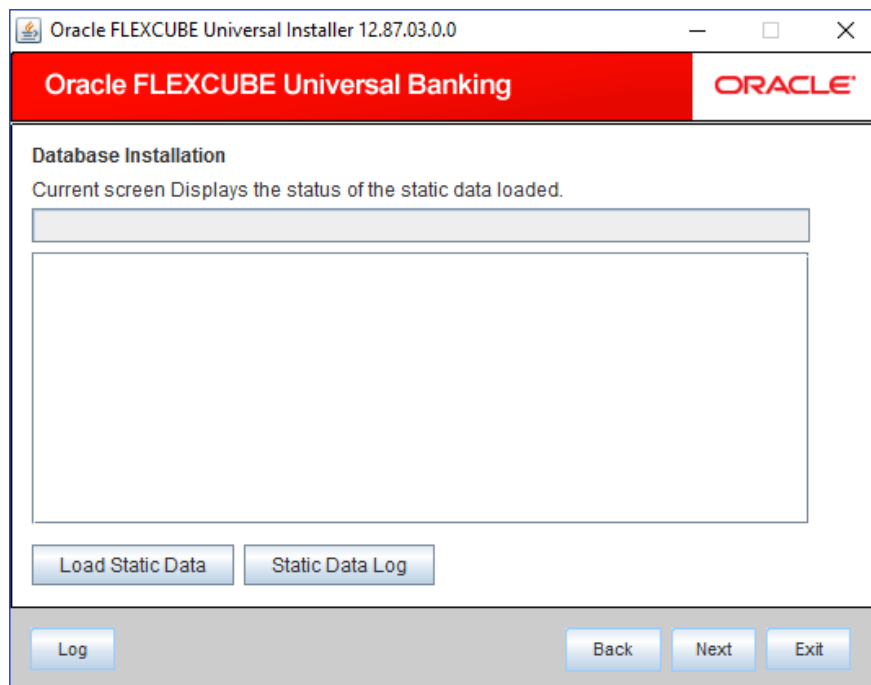 Oracle FLEXCUBE Universal Installer 12.87.03.0.0
Oracle FLEXCUBE Universal Banking
ORACLE
Database Installation
Current screen Displays the status of the static data loaded.
Load Static Data
Static Data Log
Log
Back
Next
Exit